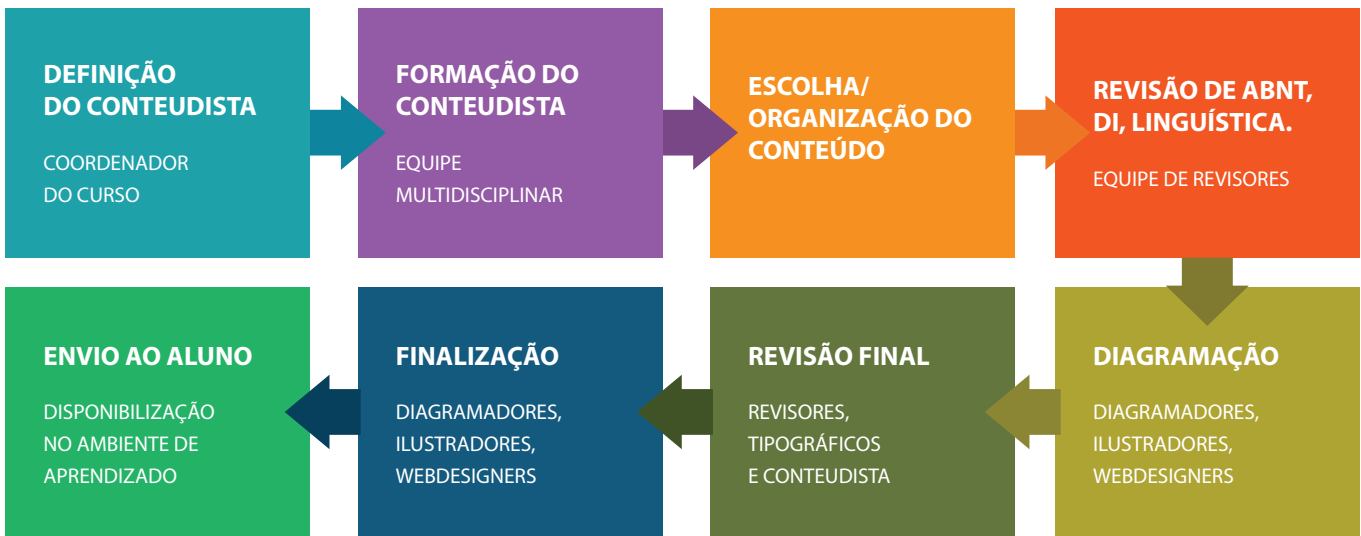 DEFINIÇÃO
DO CONTEUDISTA
COORDENADOR
DO CURSO
FORMAÇÃO DO
CONTEUDISTA
EQUIPE
MULTIDISCIPLINAR
ESCOLHA/
ORGANIZAÇÃO DO
CONTEÚDO
REVISÃO DE ABNT,
DI, LINGUÍSTICA.
EQUIPE DE REVISORES
DIAGRAMAÇÃO
DIAGRAMADORES,
ILUSTRADORES,
WEBDESIGNERS
REVISÃO FINAL
REVISORES,
TIPOGRÁFICOS
E CONTEUDISTA
FINALIZAÇÃO
DIAGRAMADORES,
ILUSTRADORES,
WEBDESIGNERS
ENVIO AO ALUNO
DISPONIBILIZAÇÃO
NO AMBIENTE DE
APRENDIZADO